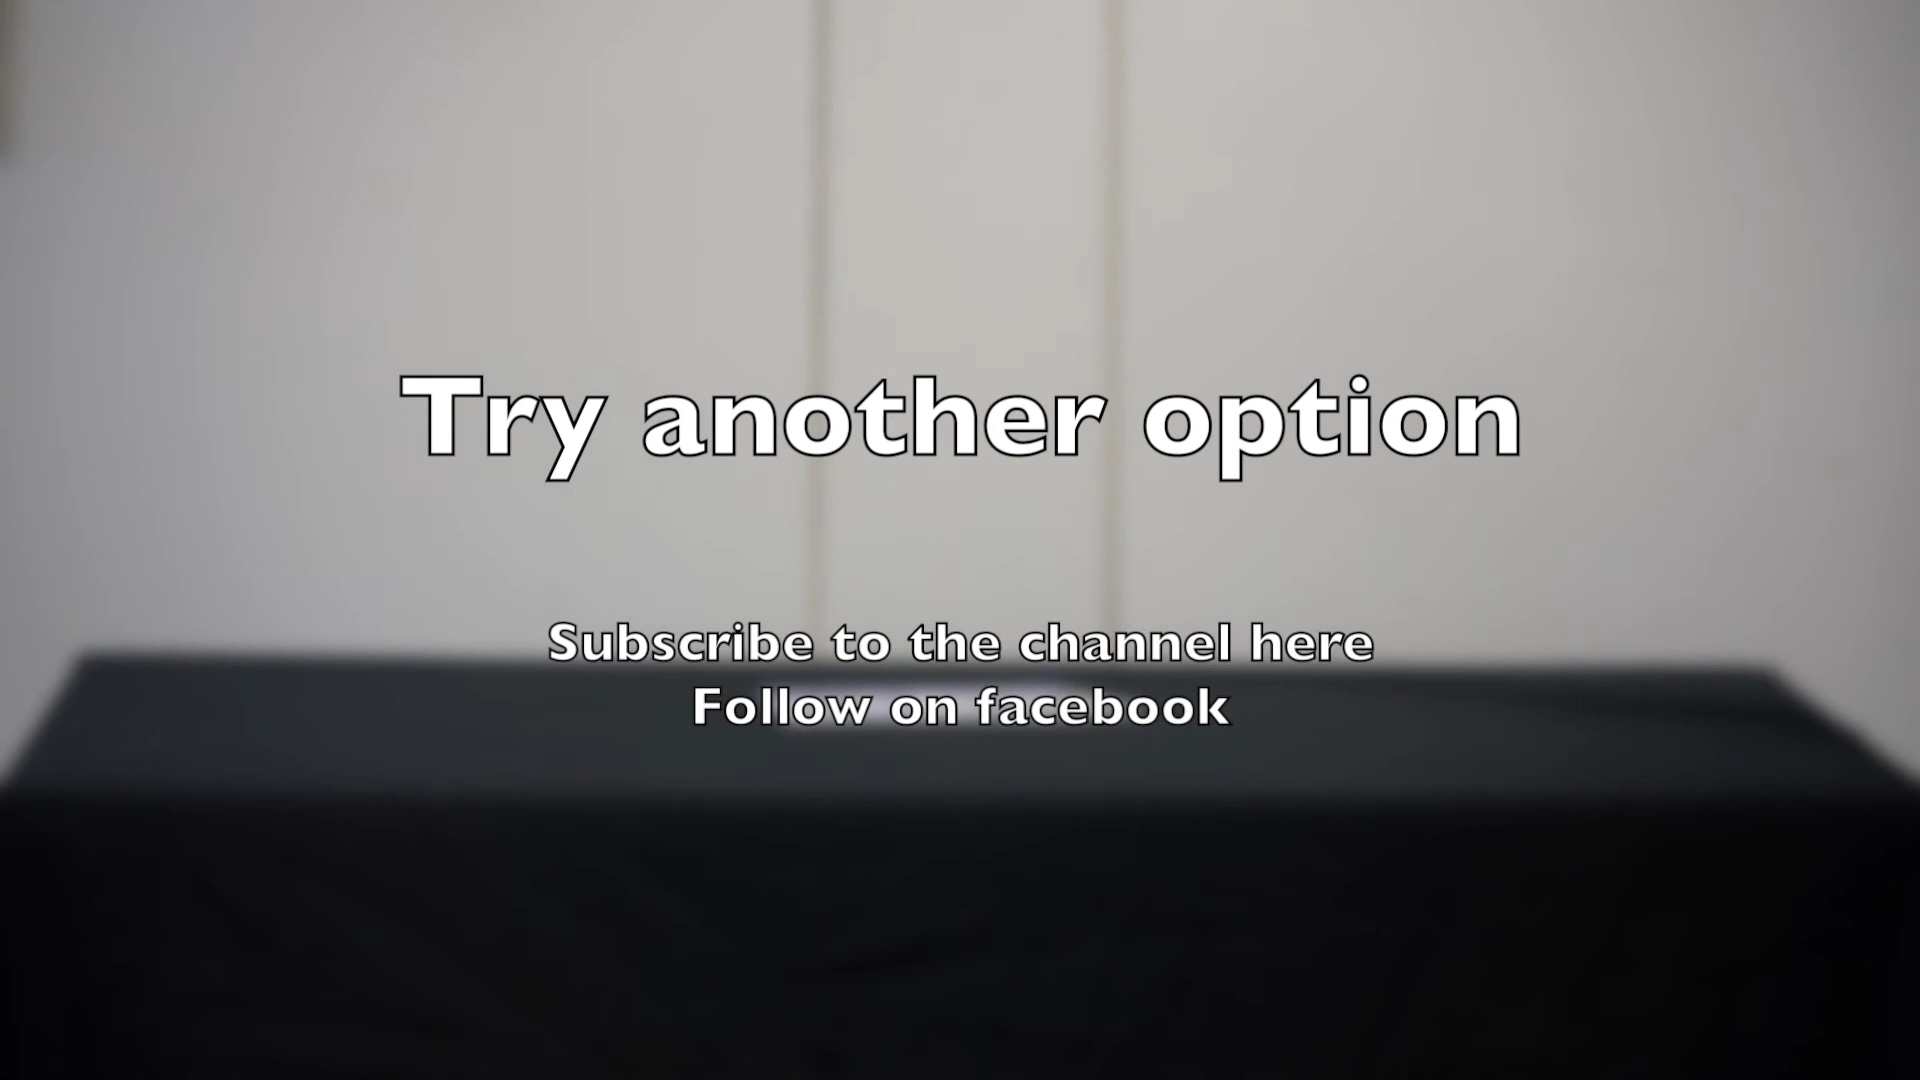 Try another option
Subscribe to the channel here
Follow on facebook